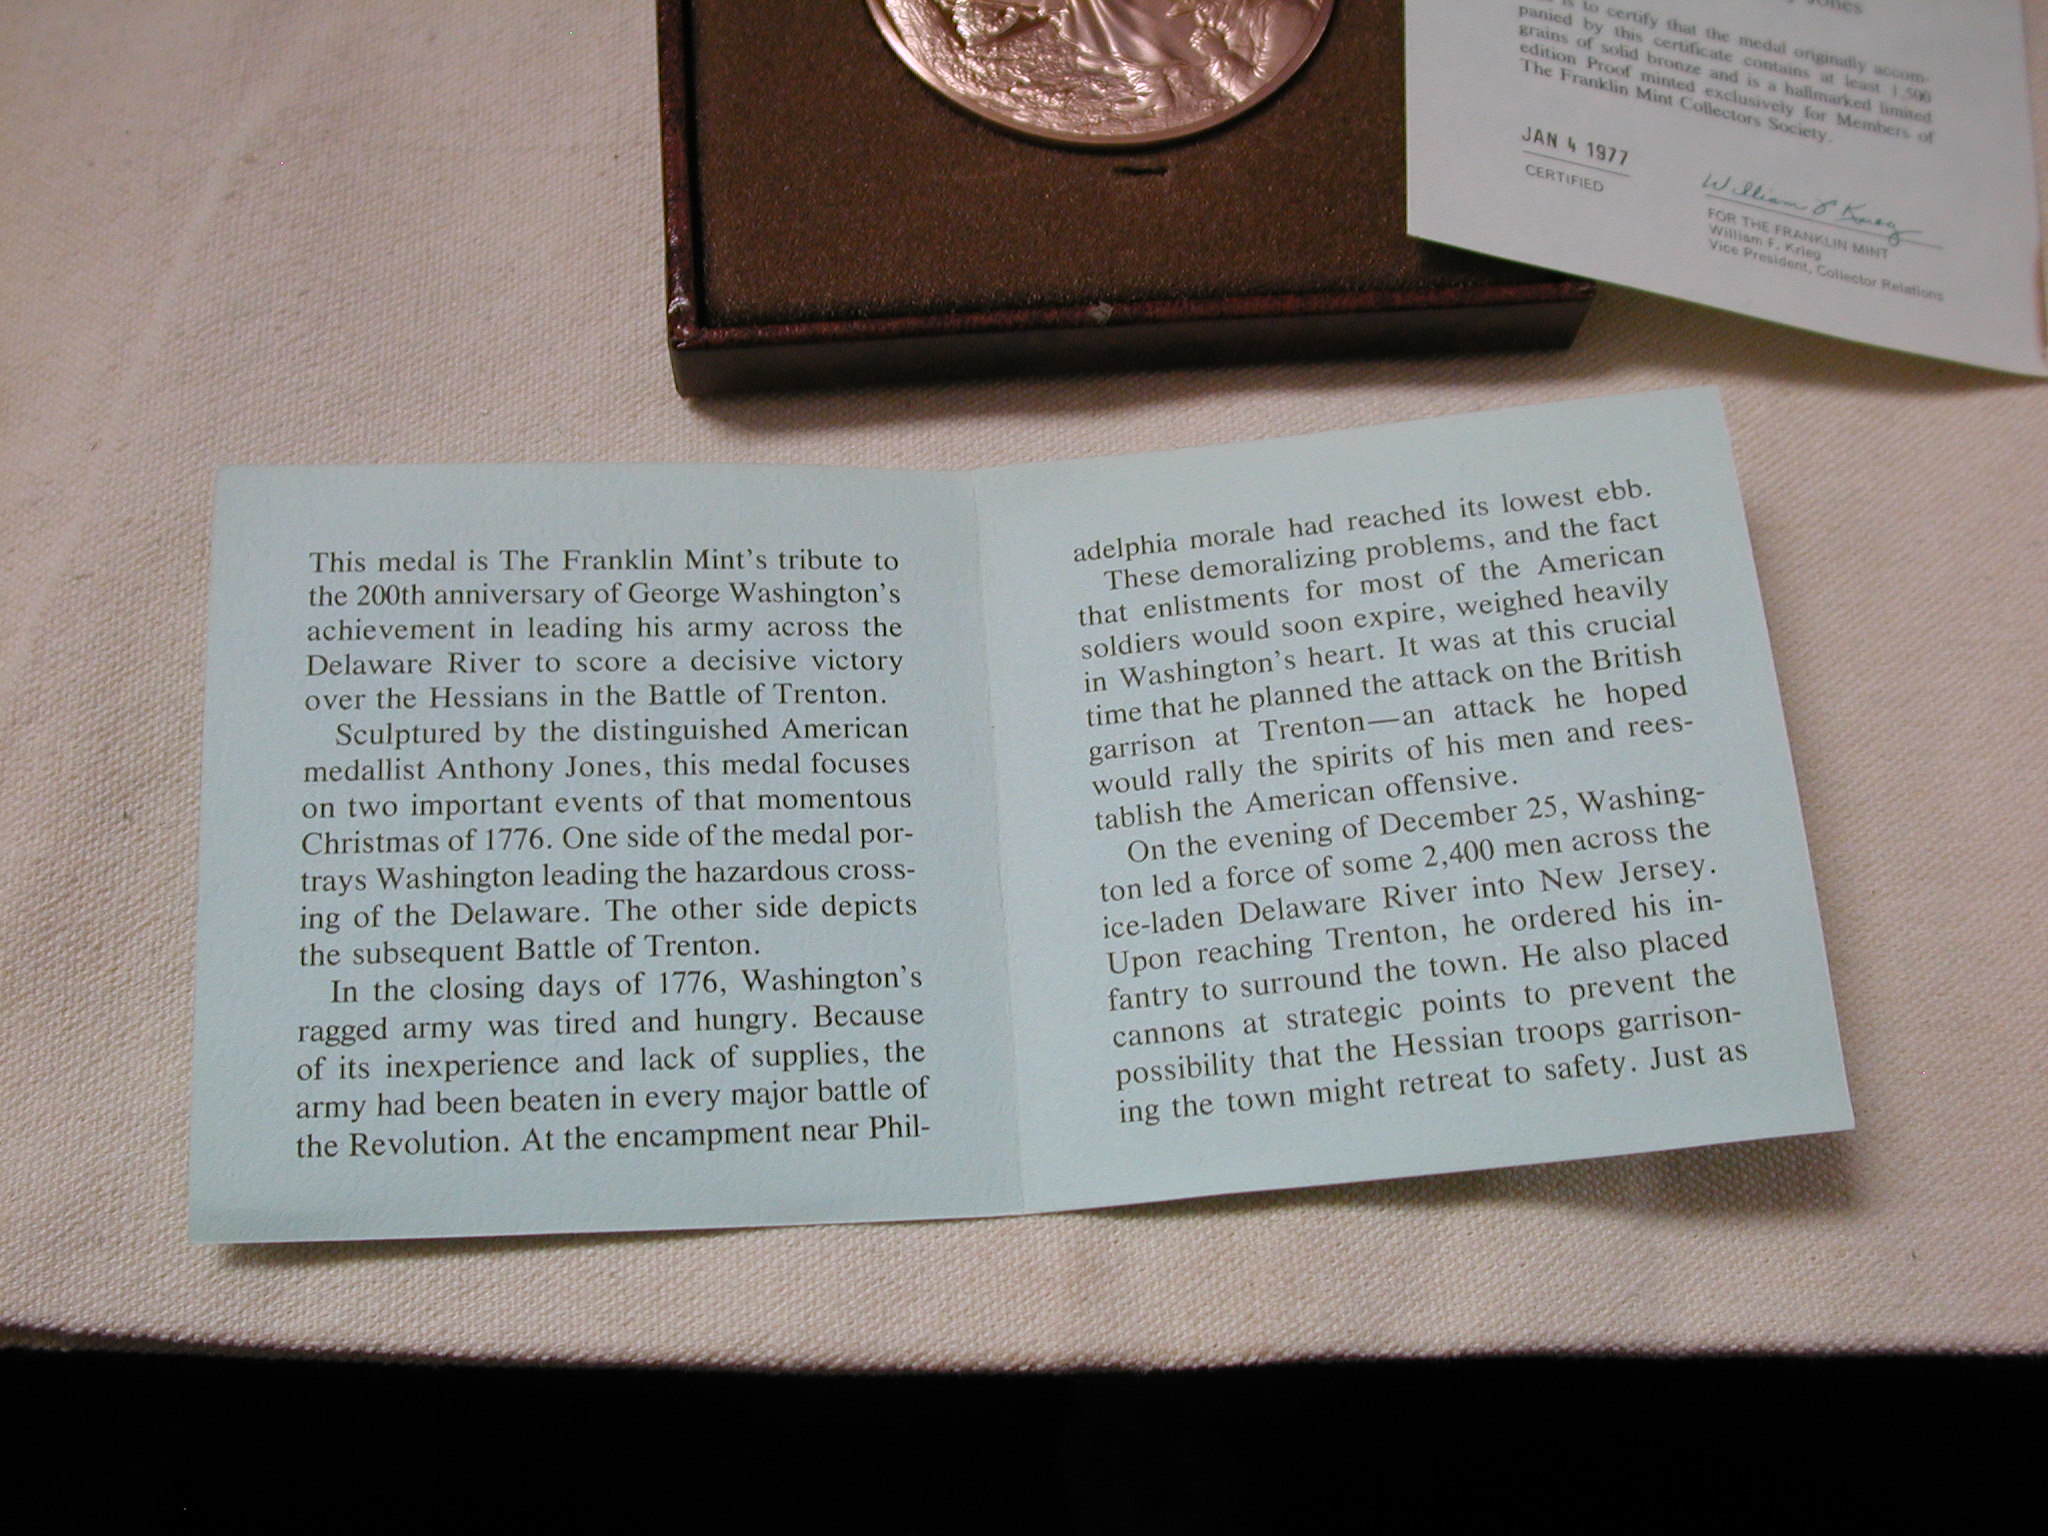 Jones
is to certify that the medal originally accom-
panied by this certificate contains at least 1,500
grains of solid bronze and is a hallmarked limited
edition Proof minted exclusively for Members of
The Franklin Mint Collectors Society.
JAN 4 1977
CERTIFIED
William F Krieg
FOR THE FRANKLIN MINT
William F. Krieg
Vice President, Collector Relations
This medal is The Franklin Mint's tribute to
the 200th anniversary of George Washington's
achievement in leading his army across the
Delaware River to score a decisive victory
over the Hessians in the Battle of Trenton.
Sculptured by the distinguished American
medallist Anthony Jones, this medal focuses
on two important events of that momentous
Christmas of 1776. One side of the medal por-
trays Washington leading the hazardous cross-
ing of the Delaware. The other side depicts
the subsequent Battle of Trenton.
In the closing days of 1776, Washington's
ragged army was tired and hungry. Because
of its inexperience and lack of supplies, the
army had been beaten in every major battle of
the Revolution. At the encampment near Phil-
adelphia morale had reached its lowest ebb.
These demoralizing problems, and the fact
that enlistments for most of the American
soldiers would soon expire, weighed heavily
in Washington's heart. It was at this crucial
time that he planned the attack on the British
garrison at Trenton—an attack he hoped
would rally the spirits of his men and rees-
tablish the American offensive.
On the evening of December 25, Washing-
ton led a force of some 2,400 men across the
ice-laden Delaware River into New Jersey.
Upon reaching Trenton, he ordered his in-
fantry to surround the town. He also placed
cannons at strategic points to prevent the
possibility that the Hessian troops garrison-
ing the town might retreat to safety. Just as